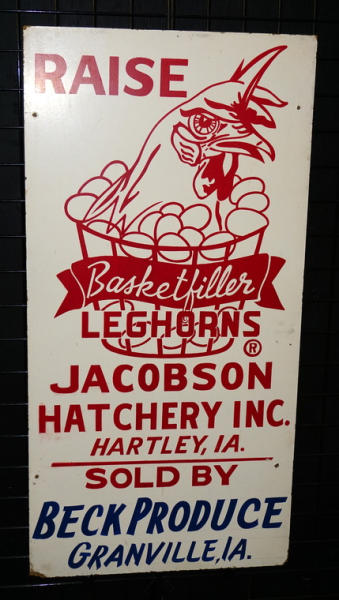 RAISE
Basketfiller
LEGHORNS
®
JACOBSON
HATCHERY INC.
HARTLEY, IA.
SOLD BY
BECK PRODUCE
GRANVILLE, IA.